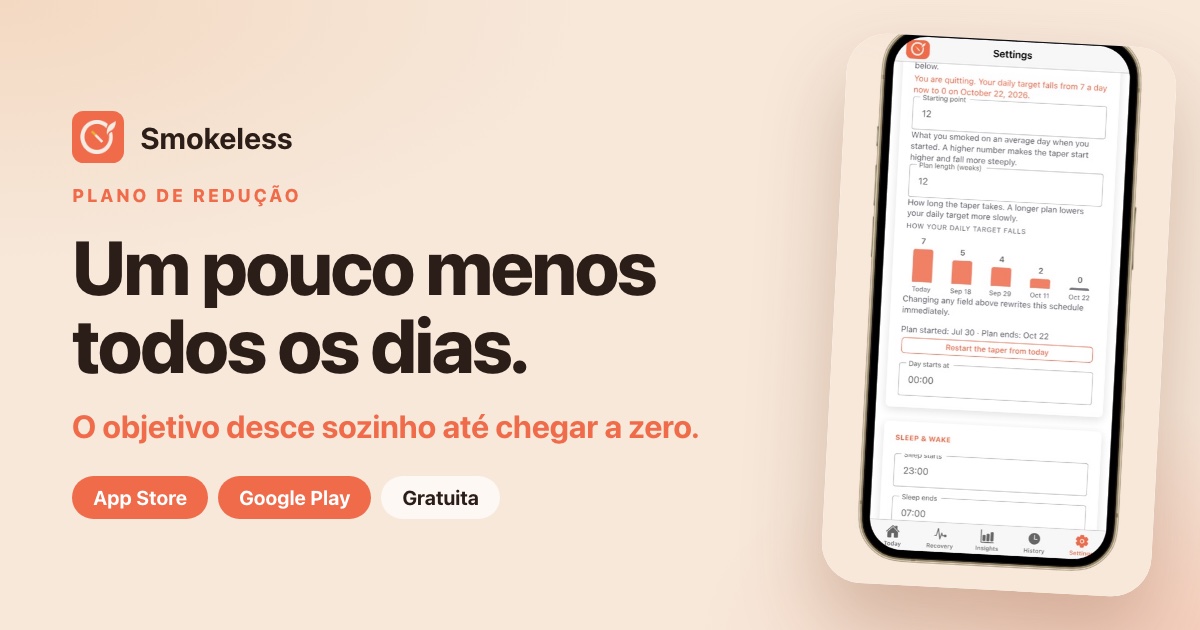 Smokeless
PLANO DE REDUÇÃO
Um pouco menos
todos os dias.
O objetivo desce sozinho até chegar a zero.
App Store
Google Play
Gratuita
Settings
below.
You are quitting. Your daily target falls from 7 a day
now to 0 on October 22, 2026.
Starting point
12
What you smoked on an average day when you
started. A higher number makes the taper start
higher and fall more steeply.
Plan length (weeks)
12
How long the taper takes. A longer plan lowers
your daily target more slowly.
HOW YOUR DAILY TARGET FALLS
7 5 4 2 0
Today Sep 18 Sep 29 Oct 11 Oct 22
Changing any field above rewrites this schedule
immediately.
Plan started: Jul 30 · Plan ends: Oct 22
Restart the taper from today
Day starts at
00:00
SLEEP & WAKE
Sleep starts
23:00
Sleep ends
07:00
Today Recovery Insights History Settings